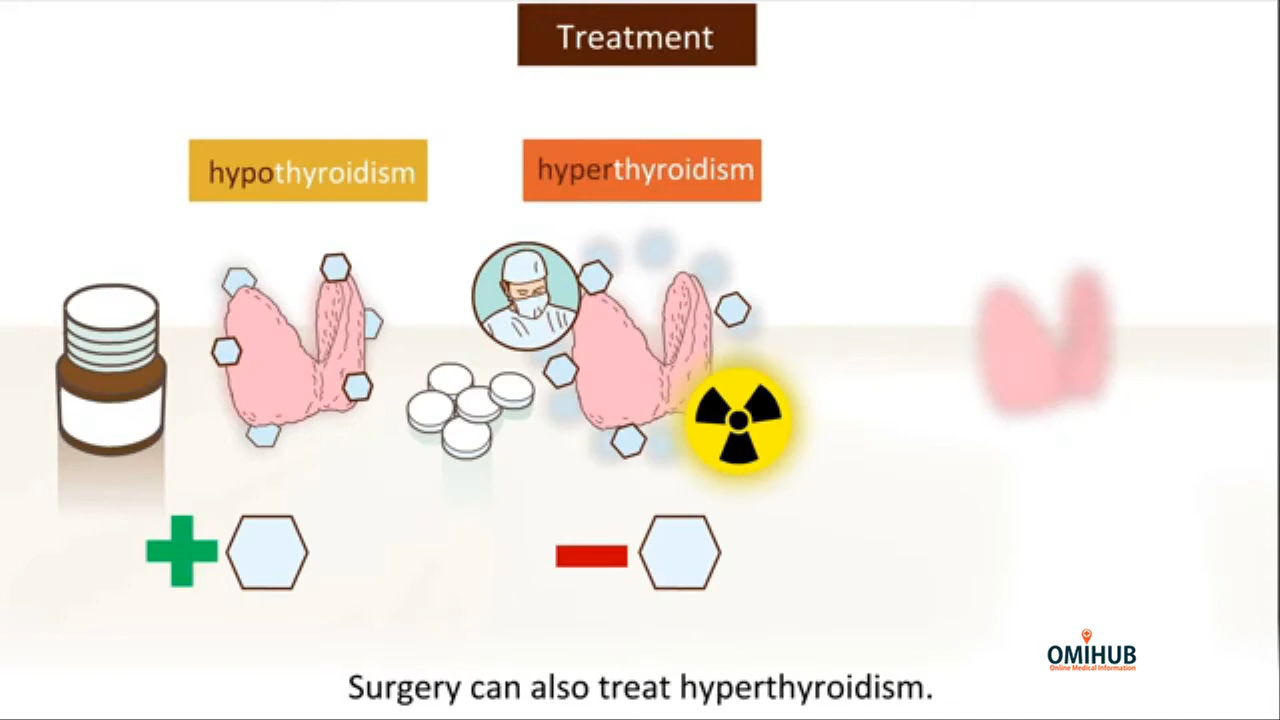 Treatment
hypothyroidism
hyperthyroidism
OMIHUB
Online Medical Information
Surgery can also treat hyperthyroidism.